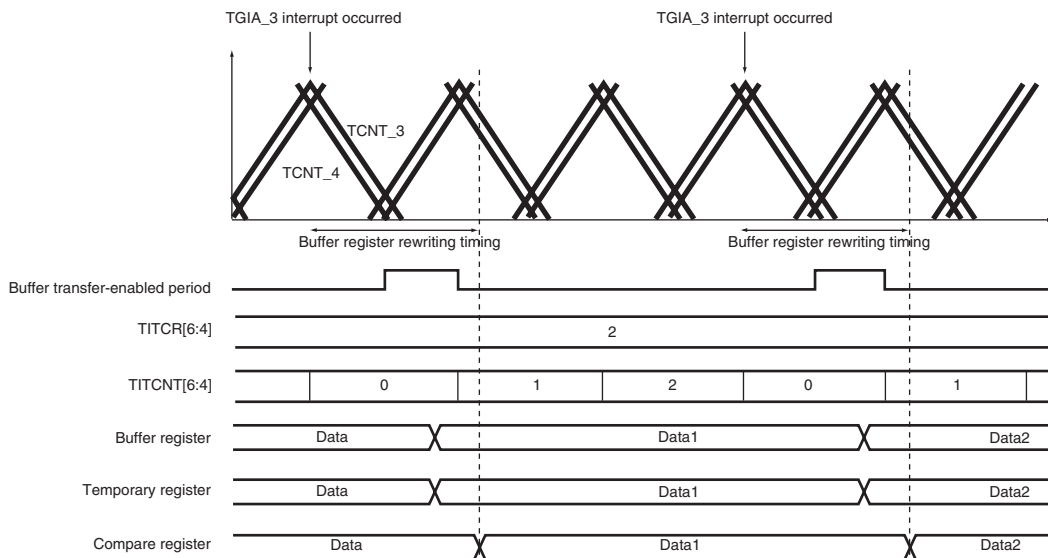 TGIA_3 interrupt occurred
TGIA_3 interrupt occurred
TCNT_3
TCNT_4
Buffer register rewriting timing
Buffer register rewriting timing
Buffer transfer-enabled period
TITCR[6:4]
2
TITCNT[6:4]
0
1
2
0
1
Buffer register
Data
Data1
Data2
Temporary register
Data
Data1
Data2
Compare register
Data
Data1
Data2